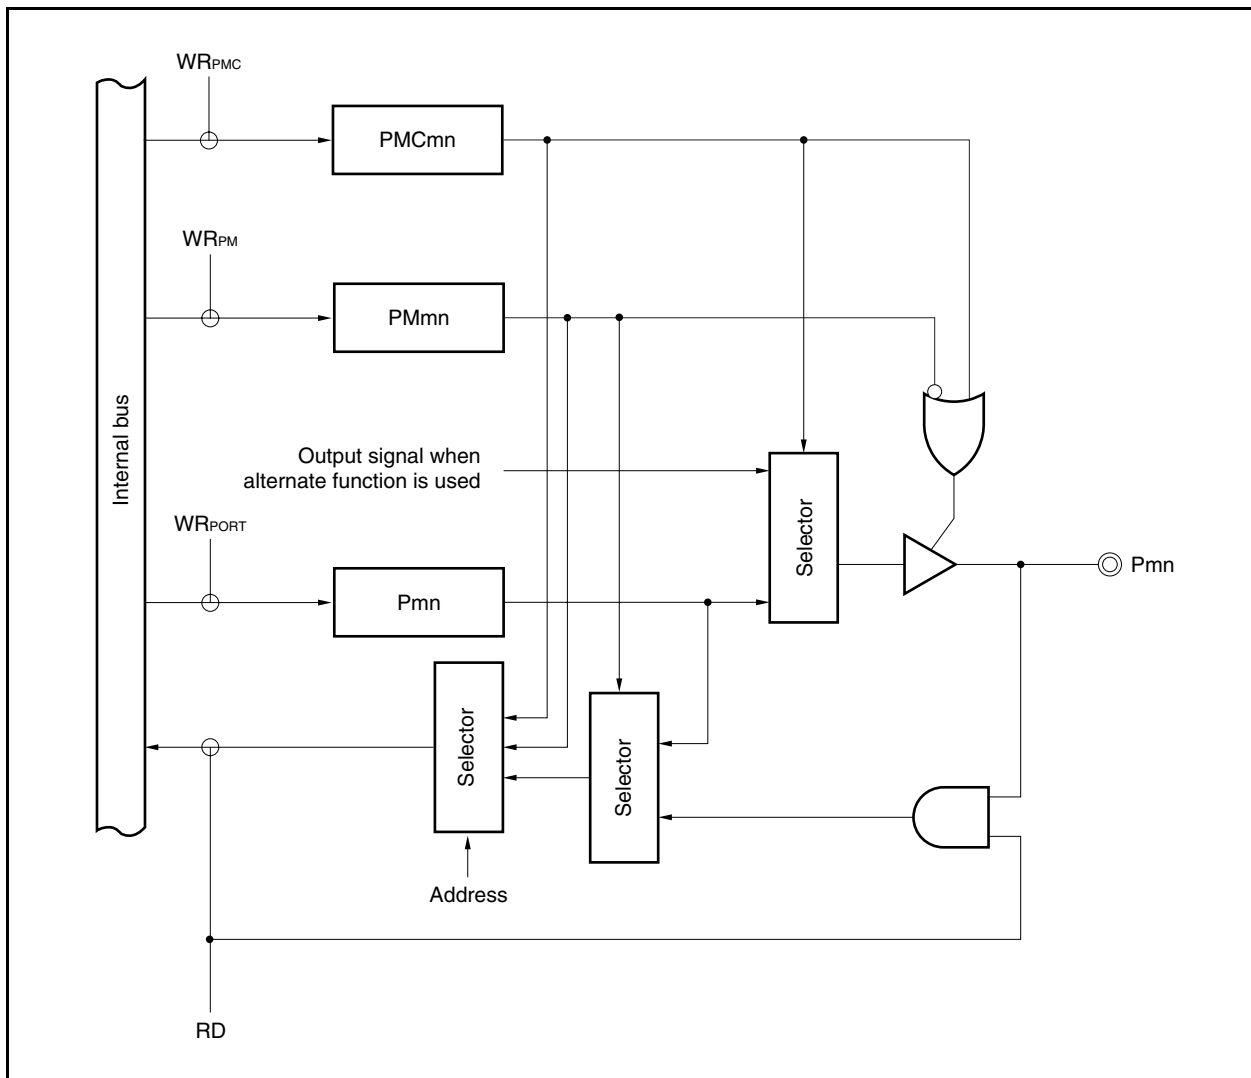 WRPMC
PMCmn
WRPM
PMmn
Internal bus
Output signal when
alternate function is used
Selector
WRPORT
Pmn
Pmn
Selector
Selector
Address
RD